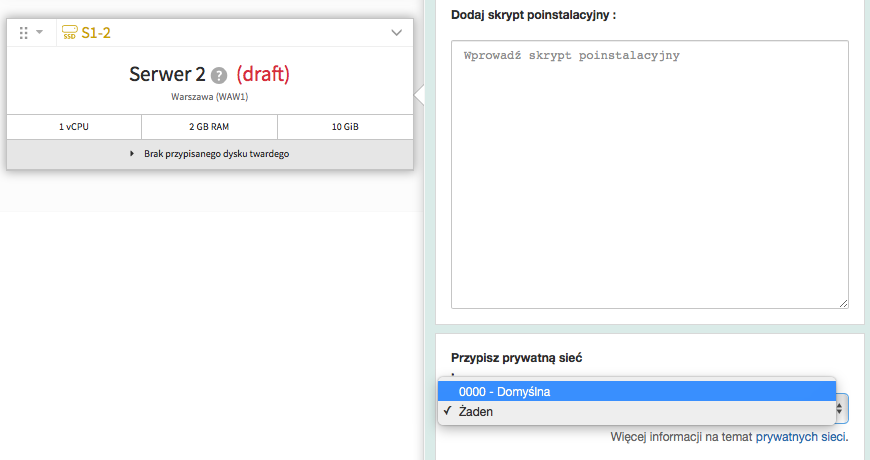 SSD S1-2
Serwer 2 ? (draft)
Warszawa (WAW1)
1 vCPU
2 GB RAM
10 GiB
Brak przypisanego dysku twardego
Dodaj skrypt poinstalacyjny :
Wprowadź skrypt poinstalacyjny
Przypisz prywatną sieć
0000 - Domyślna
✓ Żaden
Więcej informacji na temat prywatnych sieci.